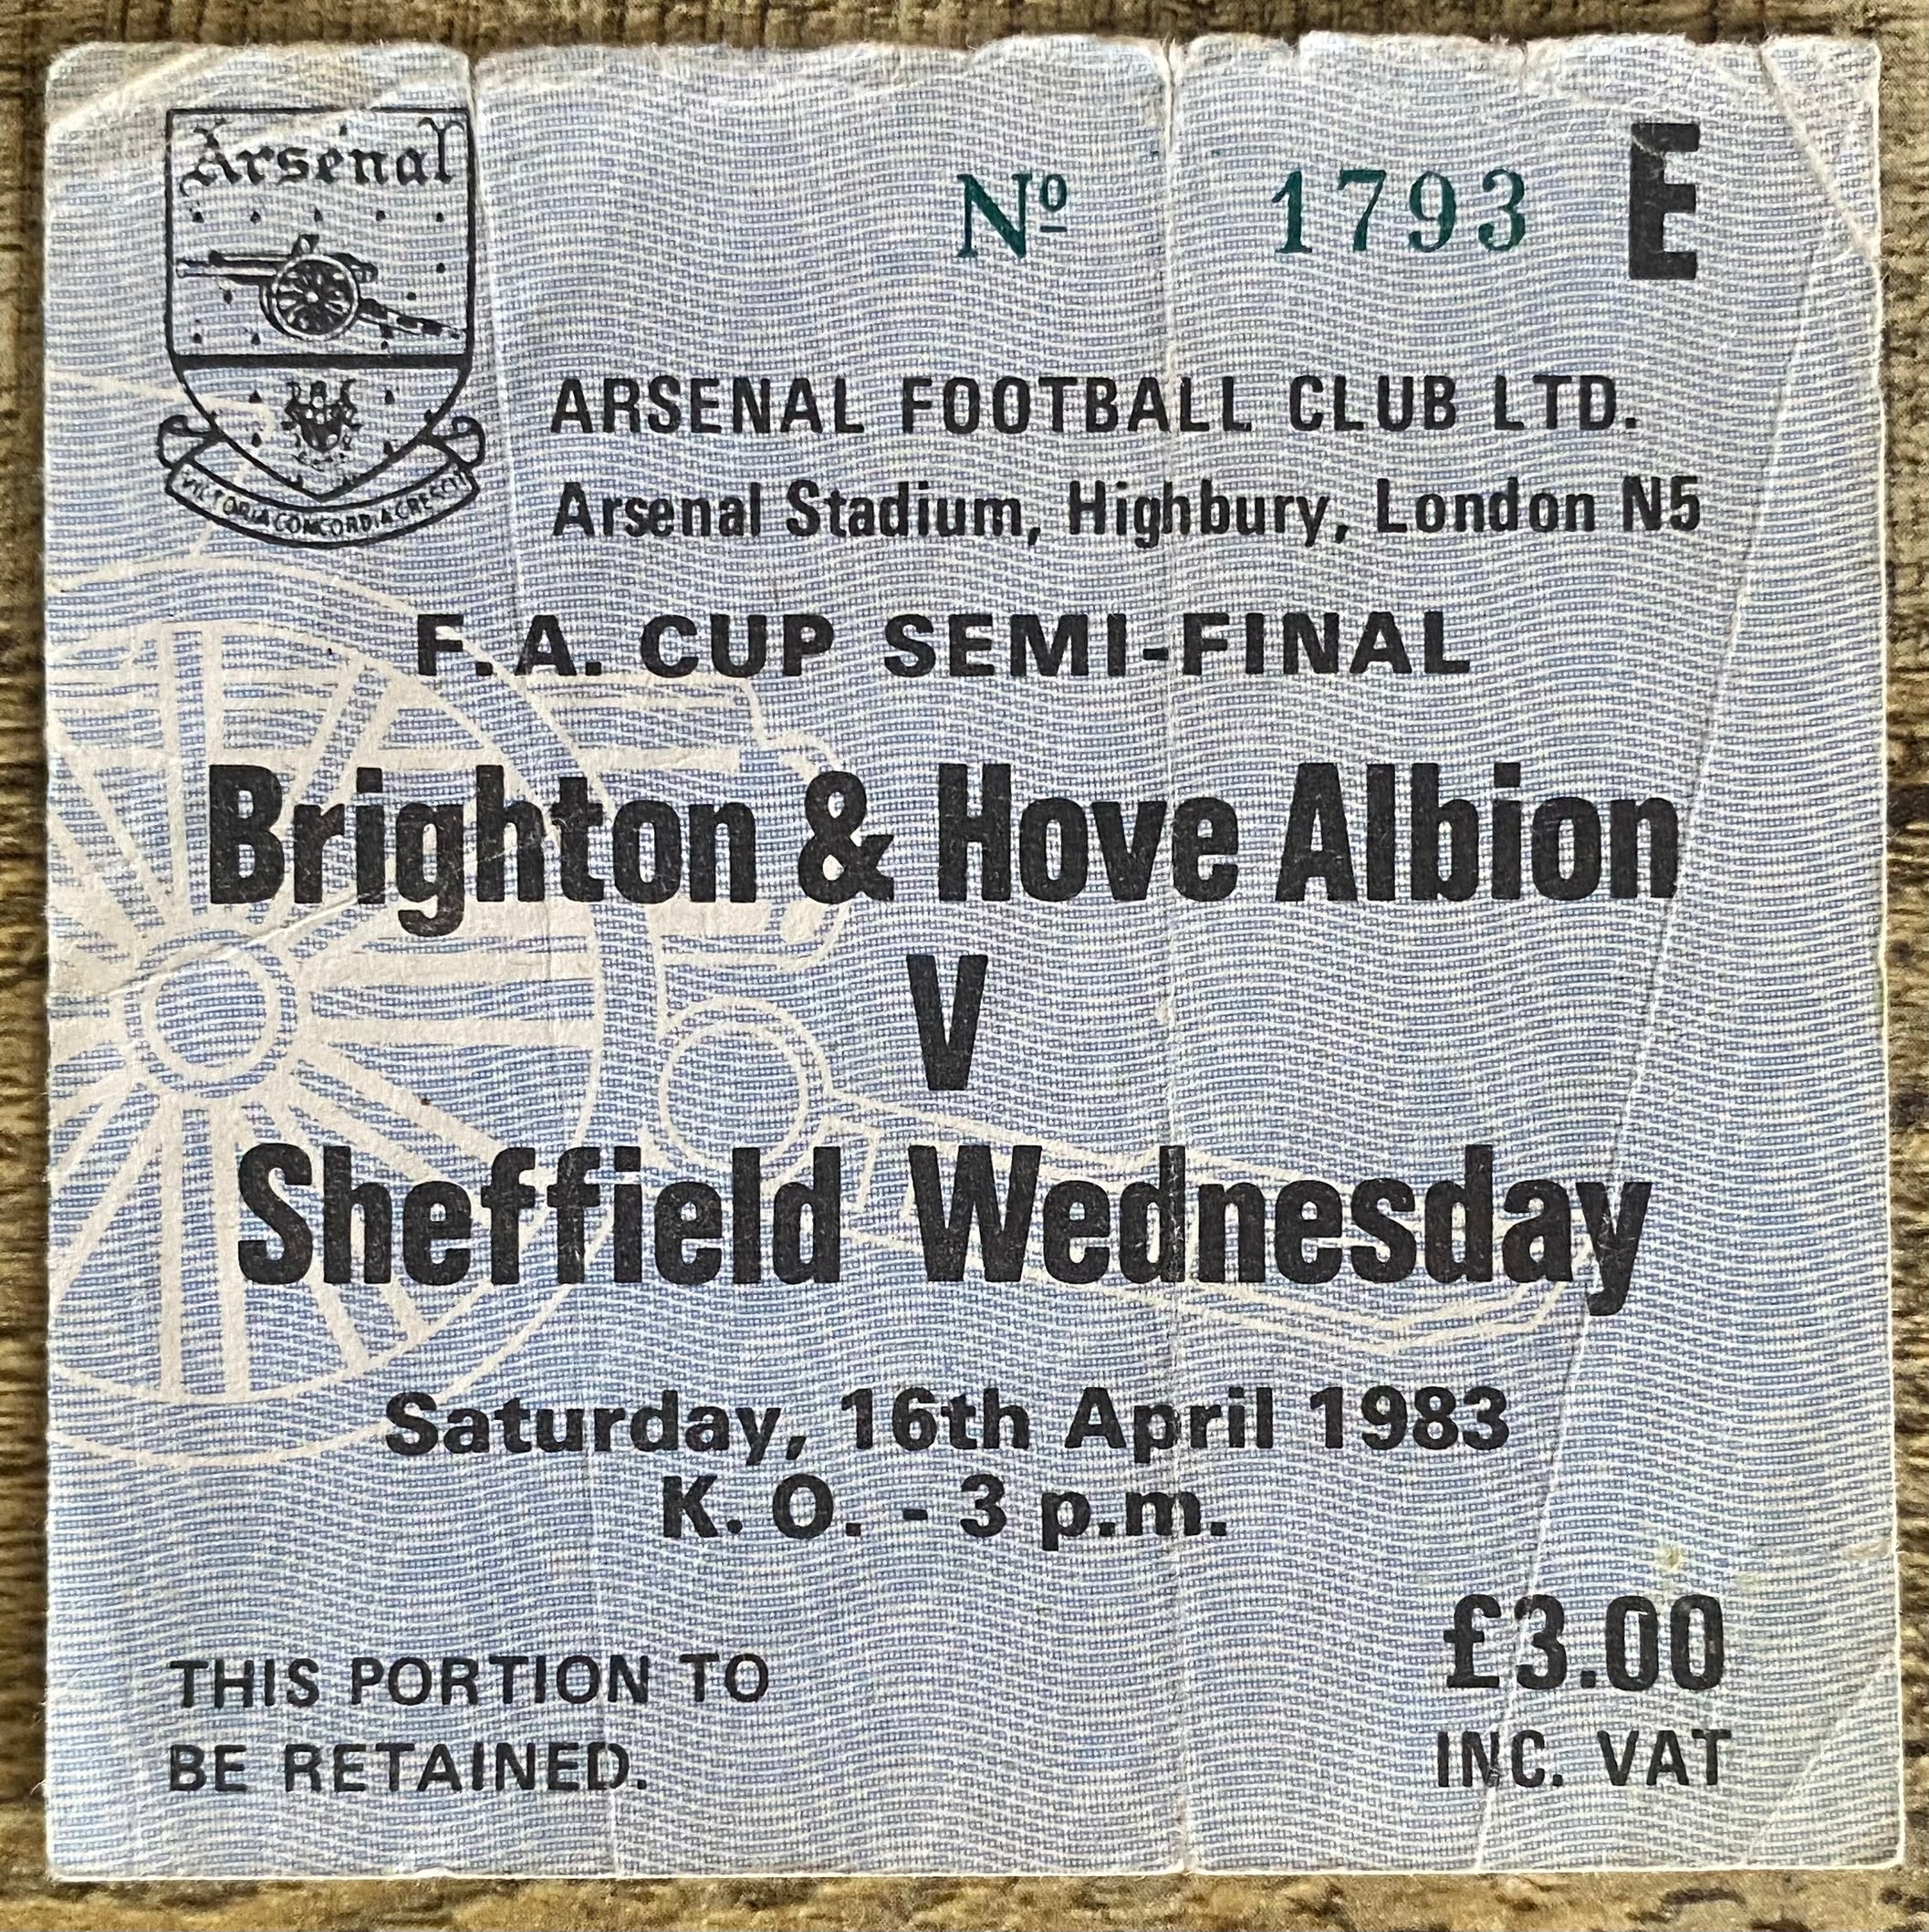 Arsenal
VICTORIA CONCORDIA CRESCIT
Nº 1793 E
ARSENAL FOOTBALL CLUB LTD.
Arsenal Stadium, Highbury, London N5
F.A. CUP SEMI-FINAL
Brighton & Hove Albion
V
Sheffield Wednesday
Saturday, 16th April 1983
K. O. - 3 p.m.
£3.00
THIS PORTION TO
BE RETAINED.
INC. VAT